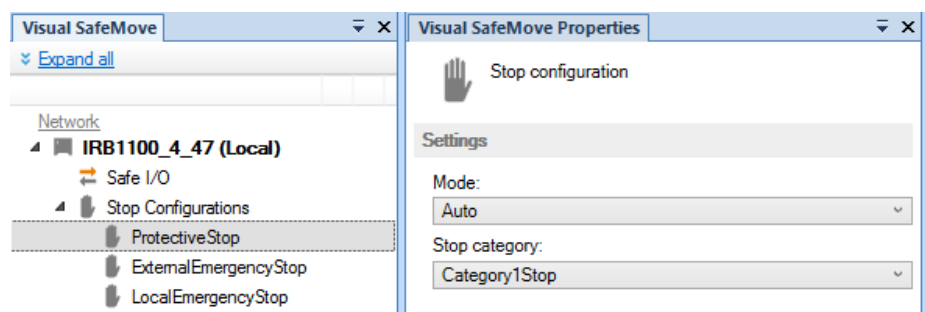 Visual SafeMove
Expand all
Network
IRB1100_4_47 (Local)
Safe I/O
Stop Configurations
ProtectiveStop
ExternalEmergencyStop
LocalEmergencyStop
Visual SafeMove Properties
Stop configuration
Settings
Mode:
Auto
Stop category:
Category1Stop